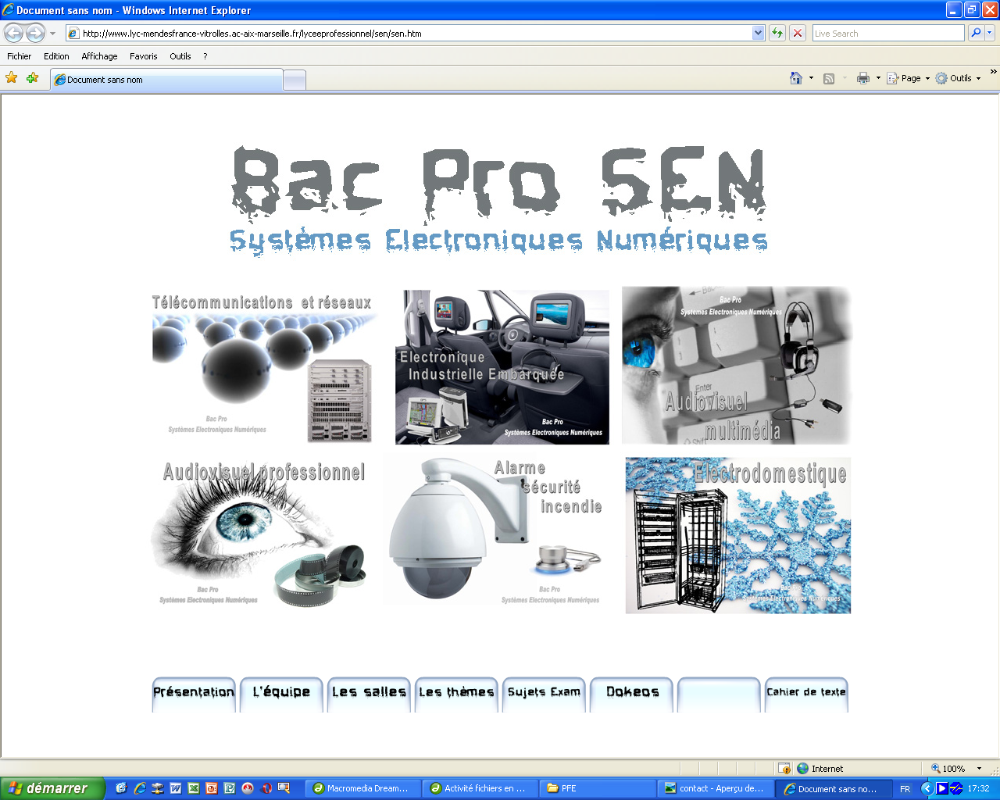 Document sans nom - Windows Internet Explorer
http://www.lyc-mendesfrance-vitrolles.ac-aix-marseille.fr/lyceeprofessionnel/sen/sen.htm
Live Search
Fichier Edition Affichage Favoris Outils ?
Document sans nom
Page Outils
Bac Pro SEN
Systèmes Electroniques Numériques
Télécommunications et réseaux
Bac Pro
Systèmes Electroniques Numériques
Electronique
Industrielle Embarquée
Bac Pro
Systèmes Electroniques Numériques
Bac Pro
Systèmes Electroniques Numériques
Enter
Audiovisuel
multimédia
Audiovisuel professionnel
Bac Pro
Systèmes Electroniques Numériques
Alarme
sécurité
incendie
Bac Pro
Systèmes Electroniques Numériques
Electrodomestique
Bac Pro
Systèmes Electroniques Numériques
Présentation L'équipe Les salles Les thèmes Sujets Exam Dokeos Cahier de texte
Internet 100%
démarrer Macromedia Dream... Activité fichiers en ... PFE contact - Aperçu de... Document sans no... FR 17:32